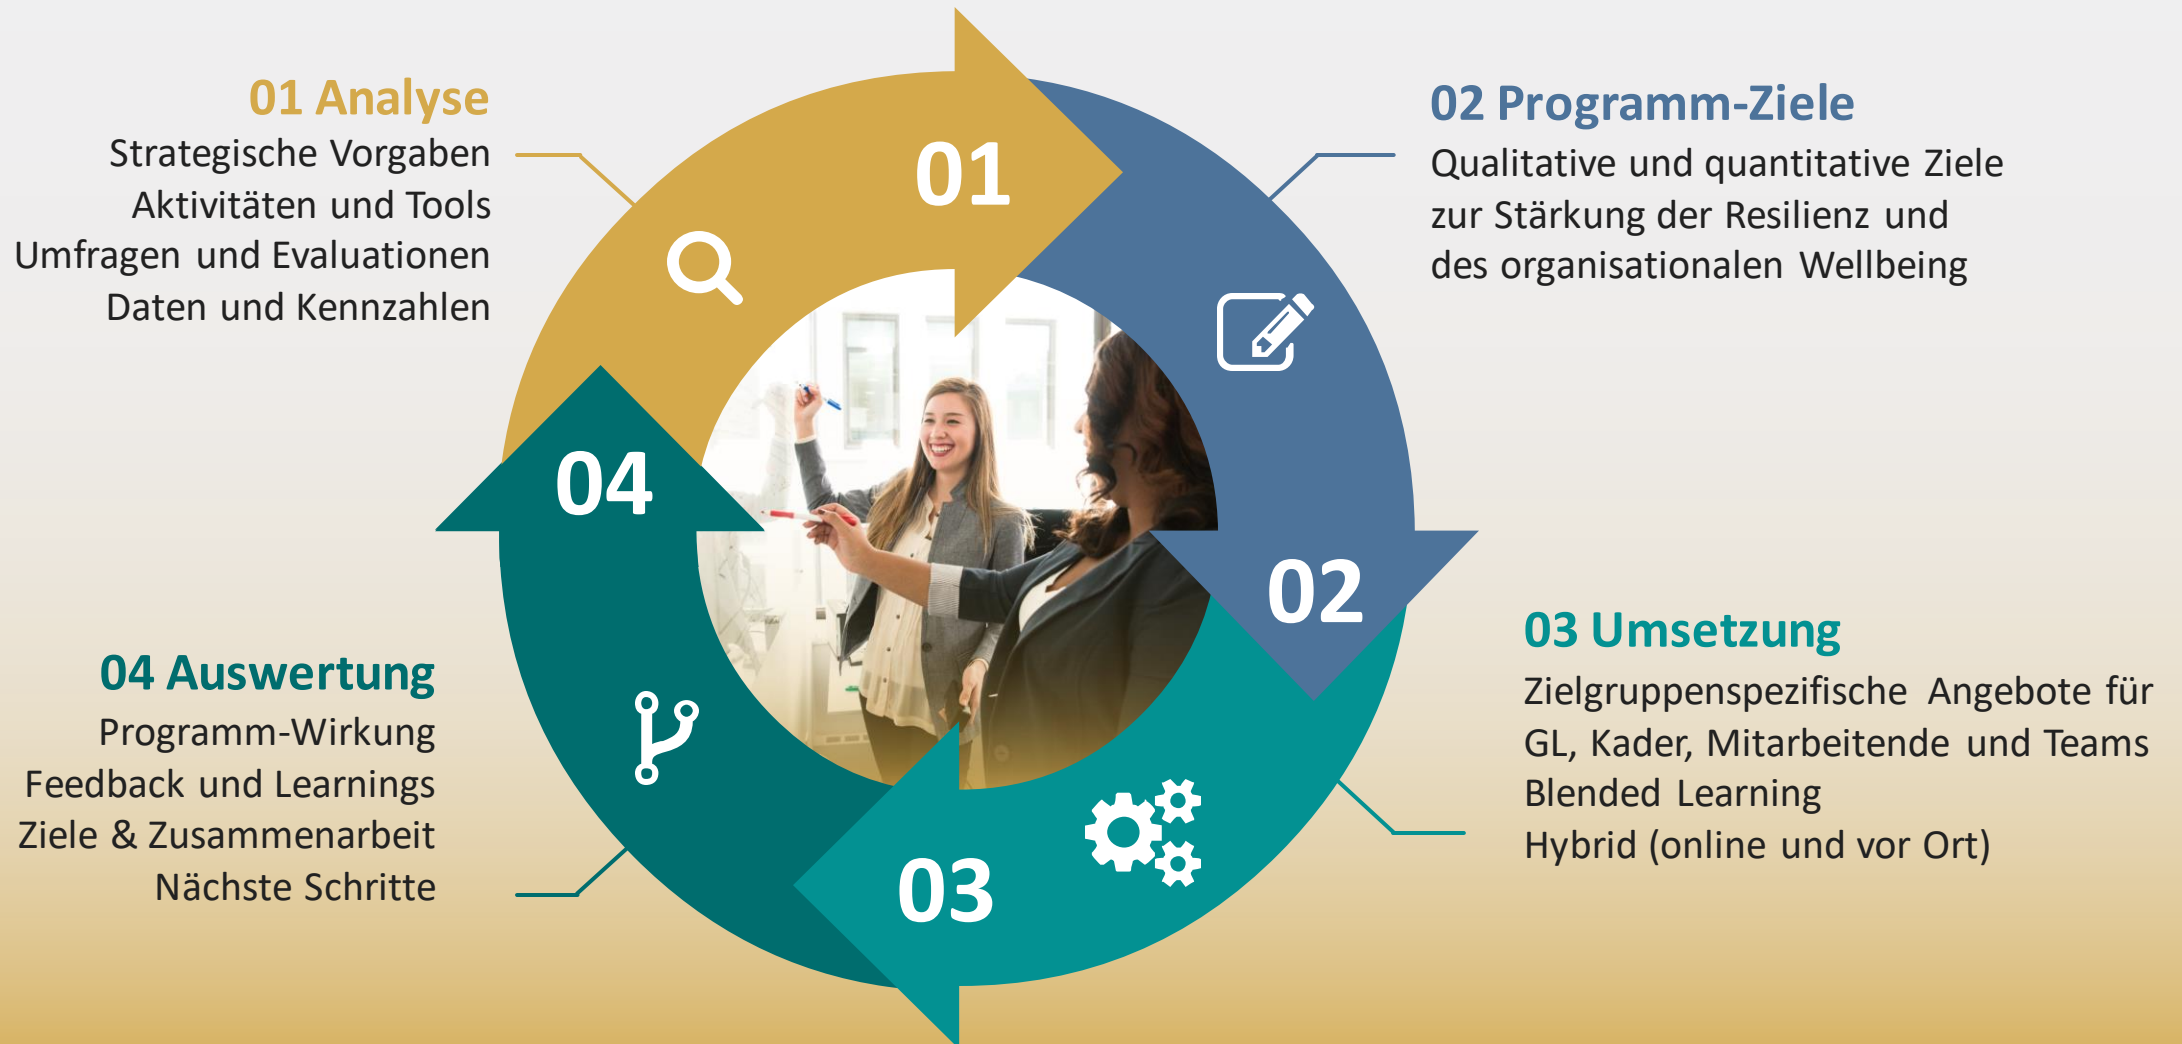 01 Analyse
Strategische Vorgaben
Aktivitäten und Tools
Umfragen und Evaluationen
Daten und Kennzahlen
01
02 Programm-Ziele
Qualitative und quantitative Ziele
zur Stärkung der Resilienz und
des organisationalen Wellbeing
02
03 Umsetzung
Zielgruppenspezifische Angebote für
GL, Kader, Mitarbeitende und Teams
Blended Learning
Hybrid (online und vor Ort)
03
04 Auswertung
Programm-Wirkung
Feedback und Learnings
Ziele & Zusammenarbeit
Nächste Schritte
04